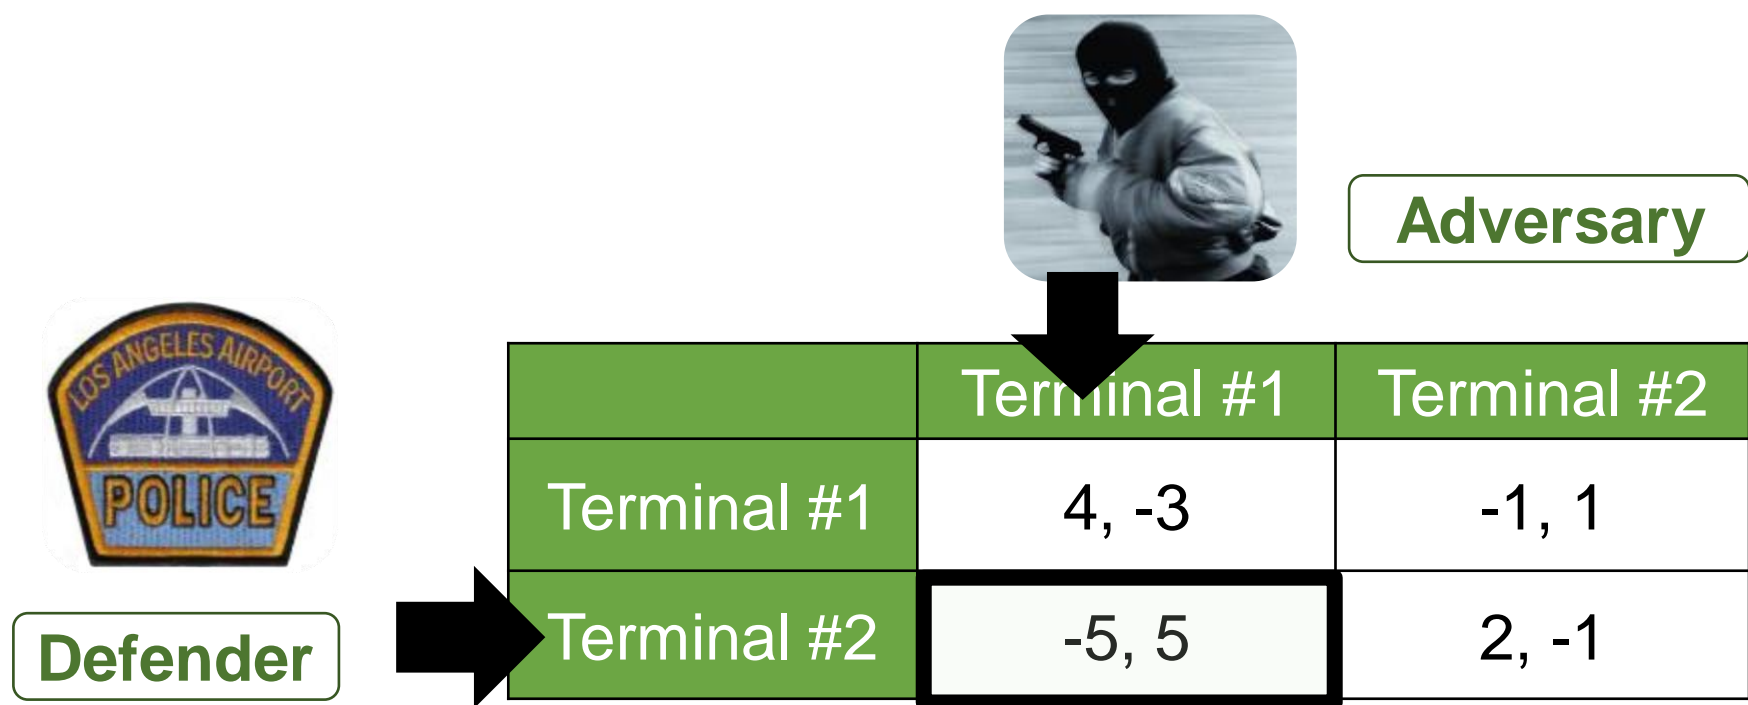 Adversary
LOS ANGELES AIRPORT
POLICE
Defender
Terminal #1 Terminal #2
Terminal #1 4, -3 -1, 1
Terminal #2 -5, 5 2, -1